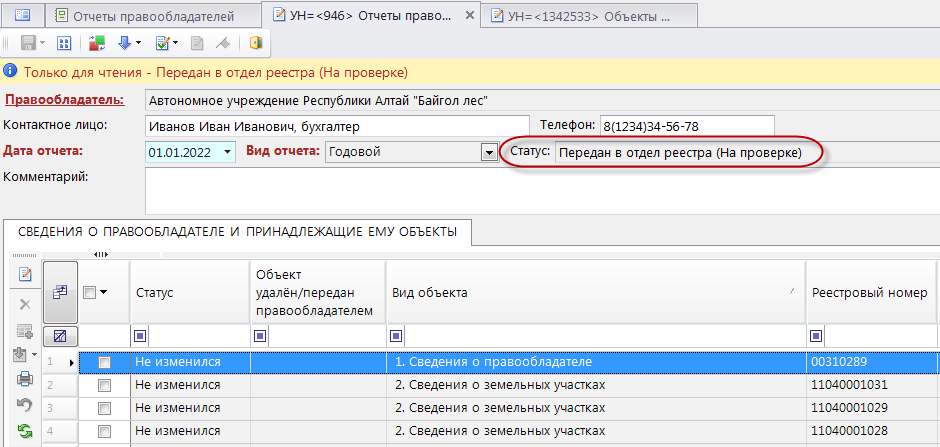 Отчеты правообладателей
УН=<946> Отчеты право...
УН=<1342533> Объекты ...
Только для чтения - Передан в отдел реестра (На проверке)
Правообладатель: Автономное учреждение Республики Алтай "Байгол лес"
Контактное лицо: Иванов Иван Иванович, бухгалтер Телефон: 8(1234)34-56-78
Дата отчета: 01.01.2022 Вид отчета: Годовой Статус: Передан в отдел реестра (На проверке)
Комментарий:
СВЕДЕНИЯ О ПРАВООБЛАДАТЕЛЕ И ПРИНАДЛЕЖАЩИЕ ЕМУ ОБЪЕКТЫ
Статус
Объект
удалён/передан
правообладателем
Вид объекта
Реестровый номер
1 Не изменился 1. Сведения о правообладателе 00310289
2 Не изменился 2. Сведения о земельных участках 11040001031
3 Не изменился 2. Сведения о земельных участках 11040001029
4 Не изменился 2. Сведения о земельных участках 11040001028